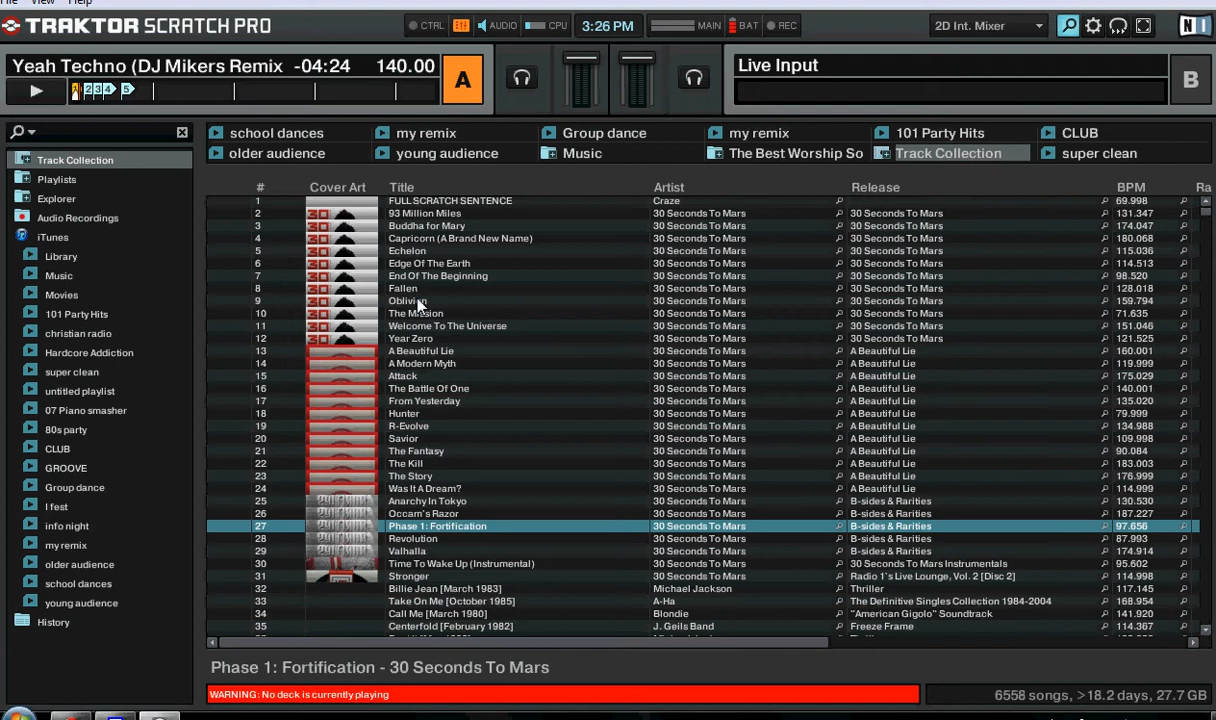 File View Help
TRAKTOR SCRATCH PRO CTRL AUDIO CPU 3:26 PM MAIN BAT REC 2D Int. Mixer NI
Yeah Techno (DJ Mikers Remix -04:24 140.00 A Live Input B
2 3 4 5
school dances my remix Group dance my remix 101 Party Hits CLUB
older audience young audience Music The Best Worship So Track Collection super clean
Track Collection
Playlists
Explorer
Audio Recordings
iTunes
Library
Music
Movies
101 Party Hits
christian radio
Hardcore Addiction
super clean
untitled playlist
07 Piano smasher
80s party
CLUB
GROOVE
Group dance
I fest
info night
my remix
older audience
school dances
young audience
History
# Cover Art Title Artist Release BPM Ra
1 FULL SCRATCH SENTENCE Craze 69.998
2 93 Million Miles 30 Seconds To Mars 30 Seconds To Mars 131.347
3 Buddha for Mary 30 Seconds To Mars 30 Seconds To Mars 174.047
4 Capricorn (A Brand New Name) 30 Seconds To Mars 30 Seconds To Mars 180.068
5 Echelon 30 Seconds To Mars 30 Seconds To Mars 115.036
6 Edge Of The Earth 30 Seconds To Mars 30 Seconds To Mars 114.513
7 End Of The Beginning 30 Seconds To Mars 30 Seconds To Mars 98.520
8 Fallen 30 Seconds To Mars 30 Seconds To Mars 128.018
9 Oblivion 30 Seconds To Mars 30 Seconds To Mars 159.794
10 The Mission 30 Seconds To Mars 30 Seconds To Mars 71.635
11 Welcome To The Universe 30 Seconds To Mars 30 Seconds To Mars 151.046
12 Year Zero 30 Seconds To Mars 30 Seconds To Mars 121.525
13 A Beautiful Lie 30 Seconds To Mars A Beautiful Lie 160.001
14 A Modern Myth 30 Seconds To Mars A Beautiful Lie 119.999
15 Attack 30 Seconds To Mars A Beautiful Lie 175.029
16 The Battle Of One 30 Seconds To Mars A Beautiful Lie 140.001
17 From Yesterday 30 Seconds To Mars A Beautiful Lie 135.020
18 Hunter 30 Seconds To Mars A Beautiful Lie 79.999
19 R-Evolve 30 Seconds To Mars A Beautiful Lie 134.988
20 Savior 30 Seconds To Mars A Beautiful Lie 109.998
21 The Fantasy 30 Seconds To Mars A Beautiful Lie 90.084
22 The Kill 30 Seconds To Mars A Beautiful Lie 183.003
23 The Story 30 Seconds To Mars A Beautiful Lie 176.999
24 Was It A Dream? 30 Seconds To Mars A Beautiful Lie 114.999
25 Anarchy In Tokyo 30 Seconds To Mars B-sides & Rarities 130.530
26 Occam's Razor 30 Seconds To Mars B-sides & Rarities 187.227
27 Phase 1: Fortification 30 Seconds To Mars B-sides & Rarities 97.656
28 Revolution 30 Seconds To Mars B-sides & Rarities 87.993
29 Valhalla 30 Seconds To Mars B-sides & Rarities 174.914
30 Time To Wake Up (Instrumental) 30 Seconds To Mars 30 Seconds To Mars Instrumentals 95.602
31 Stronger 30 Seconds To Mars Radio 1's Live Lounge, Vol. 2 [Disc 2] 114.998
32 Billie Jean [March 1983] Michael Jackson Thriller 117.145
33 Take On Me [October 1985] A-Ha The Definitive Singles Collection 1984-2004 168.954
34 Call Me [March 1980] Blondie "American Gigolo" Soundtrack 141.920
35 Centerfold [February 1982] J. Geils Band Freeze Frame 114.367
Phase 1: Fortification - 30 Seconds To Mars
WARNING: No deck is currently playing 6558 songs, >18.2 days, 27.7 GB